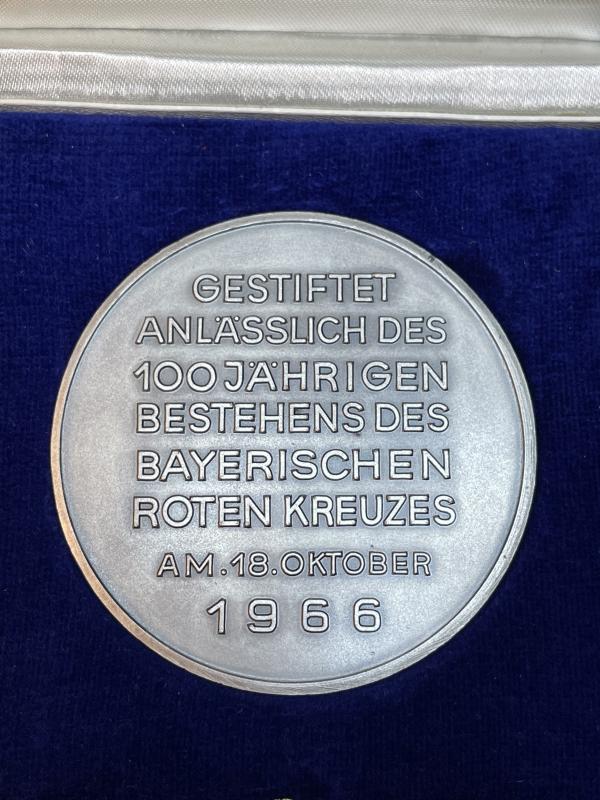 GESTIFTET
ANLÄSSLICH DES
100 JÄHRIGEN
BESTEHENS DES
BAYERISCHEN
ROTEN KREUZES
AM.18.OKTOBER
1966